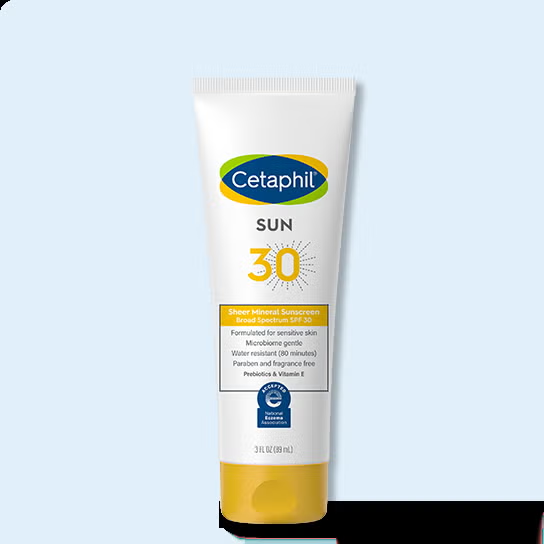 Cetaphil®
SUN
30
Sheer Mineral Sunscreen
Broad Spectrum SPF 30
Formulated for sensitive skin
Microbiome gentle
Water resistant (80 minutes)
Paraben and fragrance free
Prebiotics & Vitamin E
ACCEPTED
National
Eczema
Association
3 FL OZ (89 mL)